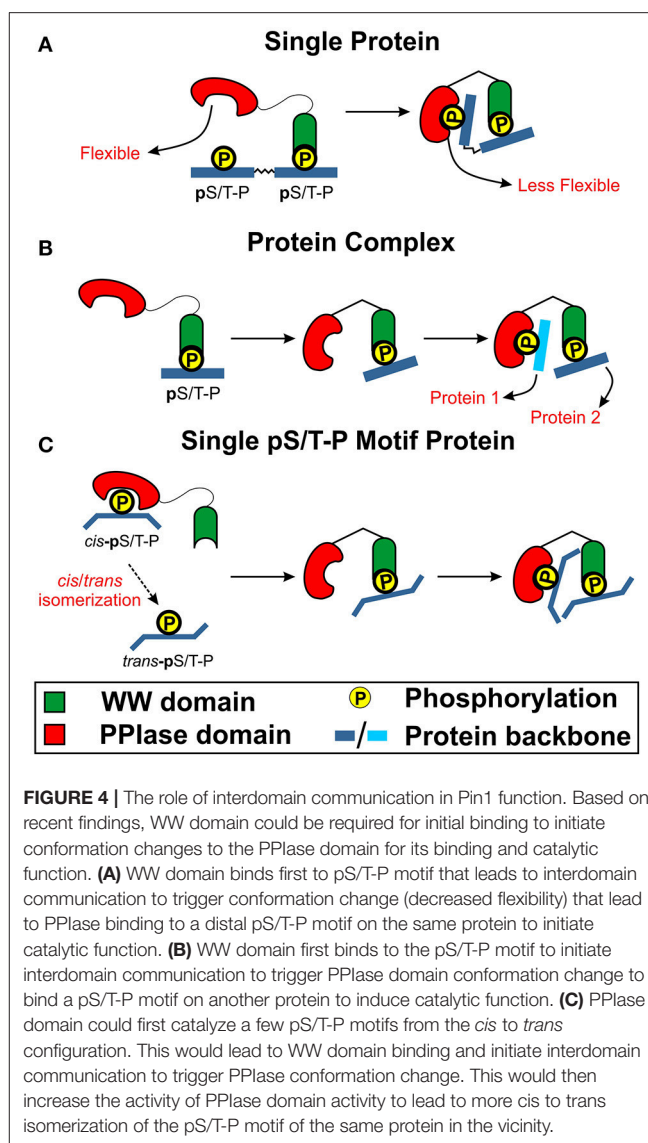 A
Single Protein
P
P
P
P
Flexible
pS/T-P
pS/T-P
Less Flexible
B
Protein Complex
P
P
P
P
pS/T-P
Protein 1
Protein 2
C
Single pS/T-P Motif Protein
P
cis-pS/T-P
cis/trans
isomerization
P
P
P
P
trans-pS/T-P
WW domain
P Phosphorylation
PPIase domain
/ Protein backbone
FIGURE 4 | The role of interdomain communication in Pin1 function. Based on
recent findings, WW domain could be required for initial binding to initiate
conformation changes to the PPIase domain for its binding and catalytic
function. (A) WW domain binds first to pS/T-P motif that leads to interdomain
communication to trigger conformation change (decreased flexibility) that lead
to PPIase binding to a distal pS/T-P motif on the same protein to initiate
catalytic function. (B) WW domain first binds to the pS/T-P motif to initiate
interdomain communication to trigger PPIase domain conformation change to
bind a pS/T-P motif on another protein to induce catalytic function. (C) PPIase
domain could first catalyze a few pS/T-P motifs from the cis to trans
configuration. This would lead to WW domain binding and initiate interdomain
communication to trigger PPIase conformation change. This would then
increase the activity of PPIase domain activity to lead to more cis to trans
isomerization of the pS/T-P motif of the same protein in the vicinity.